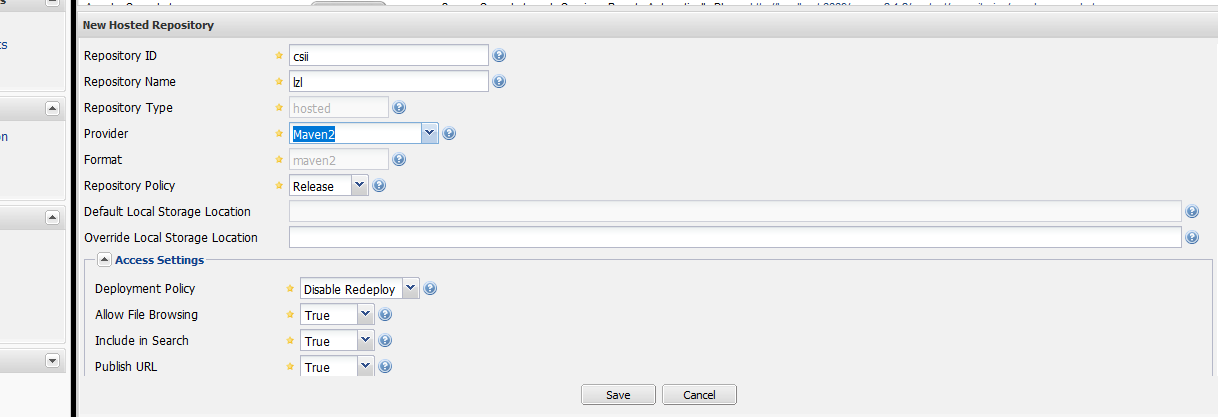 New Hosted Repository
Repository ID csii
Repository Name lzl
Repository Type hosted
Provider Maven2
Format maven2
Repository Policy Release
Default Local Storage Location
Override Local Storage Location
Access Settings
Deployment Policy Disable Redeploy
Allow File Browsing True
Include in Search True
Publish URL True
Save Cancel